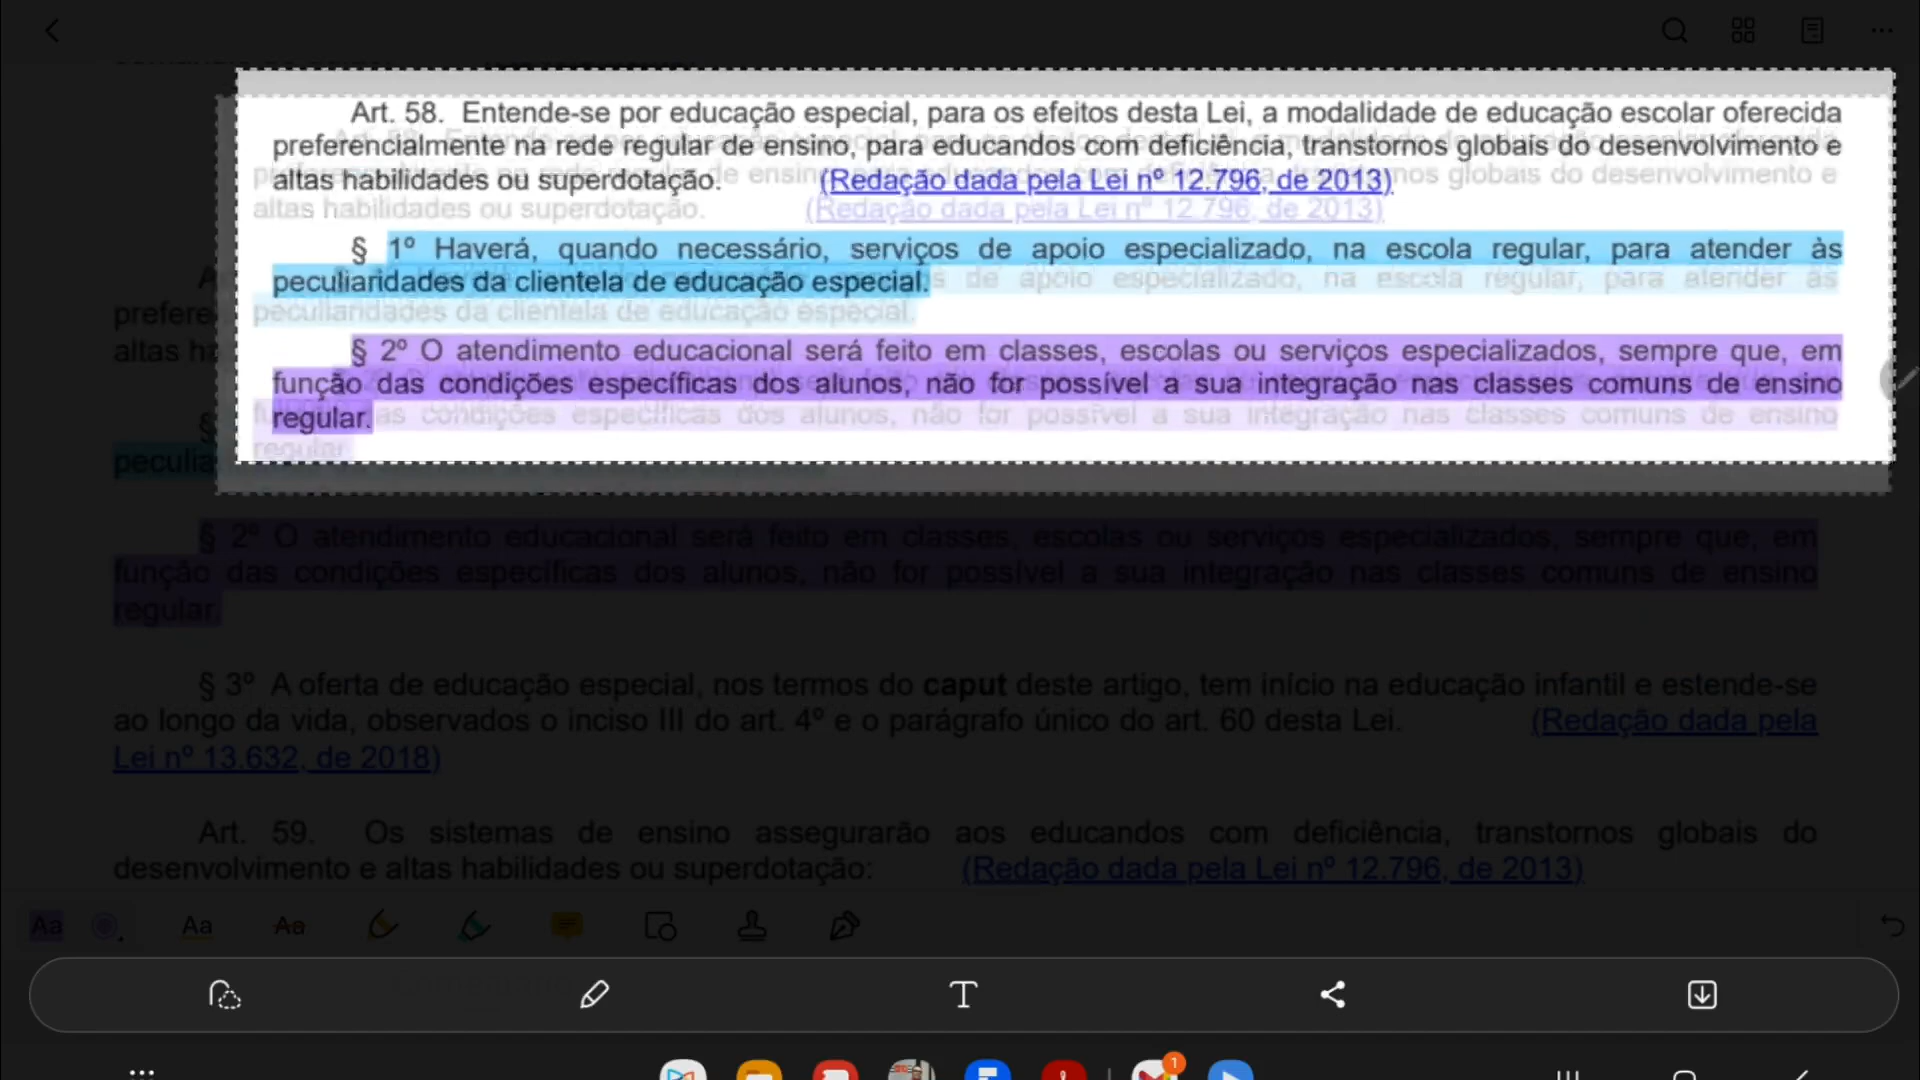 Art. 58. Entende-se por educação especial, para os efeitos desta Lei, a modalidade de educação escolar oferecida
preferencialmente na rede regular de ensino, para educandos com deficiência, transtornos globais do desenvolvimento e
altas habilidades ou superdotação. (Redação dada pela Lei nº 12.796, de 2013)
§ 1º Haverá, quando necessário, serviços de apoio especializado, na escola regular, para atender às
peculiaridades da clientela de educação especial.
§ 2º O atendimento educacional será feito em classes, escolas ou serviços especializados, sempre que, em
função das condições específicas dos alunos, não for possível a sua integração nas classes comuns de ensino
regular.
prefere
altas ha
§
peculia
§ 2º O atendimento educacional será feito em classes, escolas ou serviços especializados, sempre que, em
função das condições específicas dos alunos, não for possível a sua integração nas classes comuns de ensino
regular.
§ 3º A oferta de educação especial, nos termos do caput deste artigo, tem início na educação infantil e estende-se
ao longo da vida, observados o inciso III do art. 4º e o parágrafo único do art. 60 desta Lei. (Redação dada pela
Lei nº 13.632, de 2018)
Art. 59. Os sistemas de ensino assegurarão aos educandos com deficiência, transtornos globais do
desenvolvimento e altas habilidades ou superdotação: (Redação dada pela Lei nº 12.796, de 2013)
Aa Aa Aa
T
1